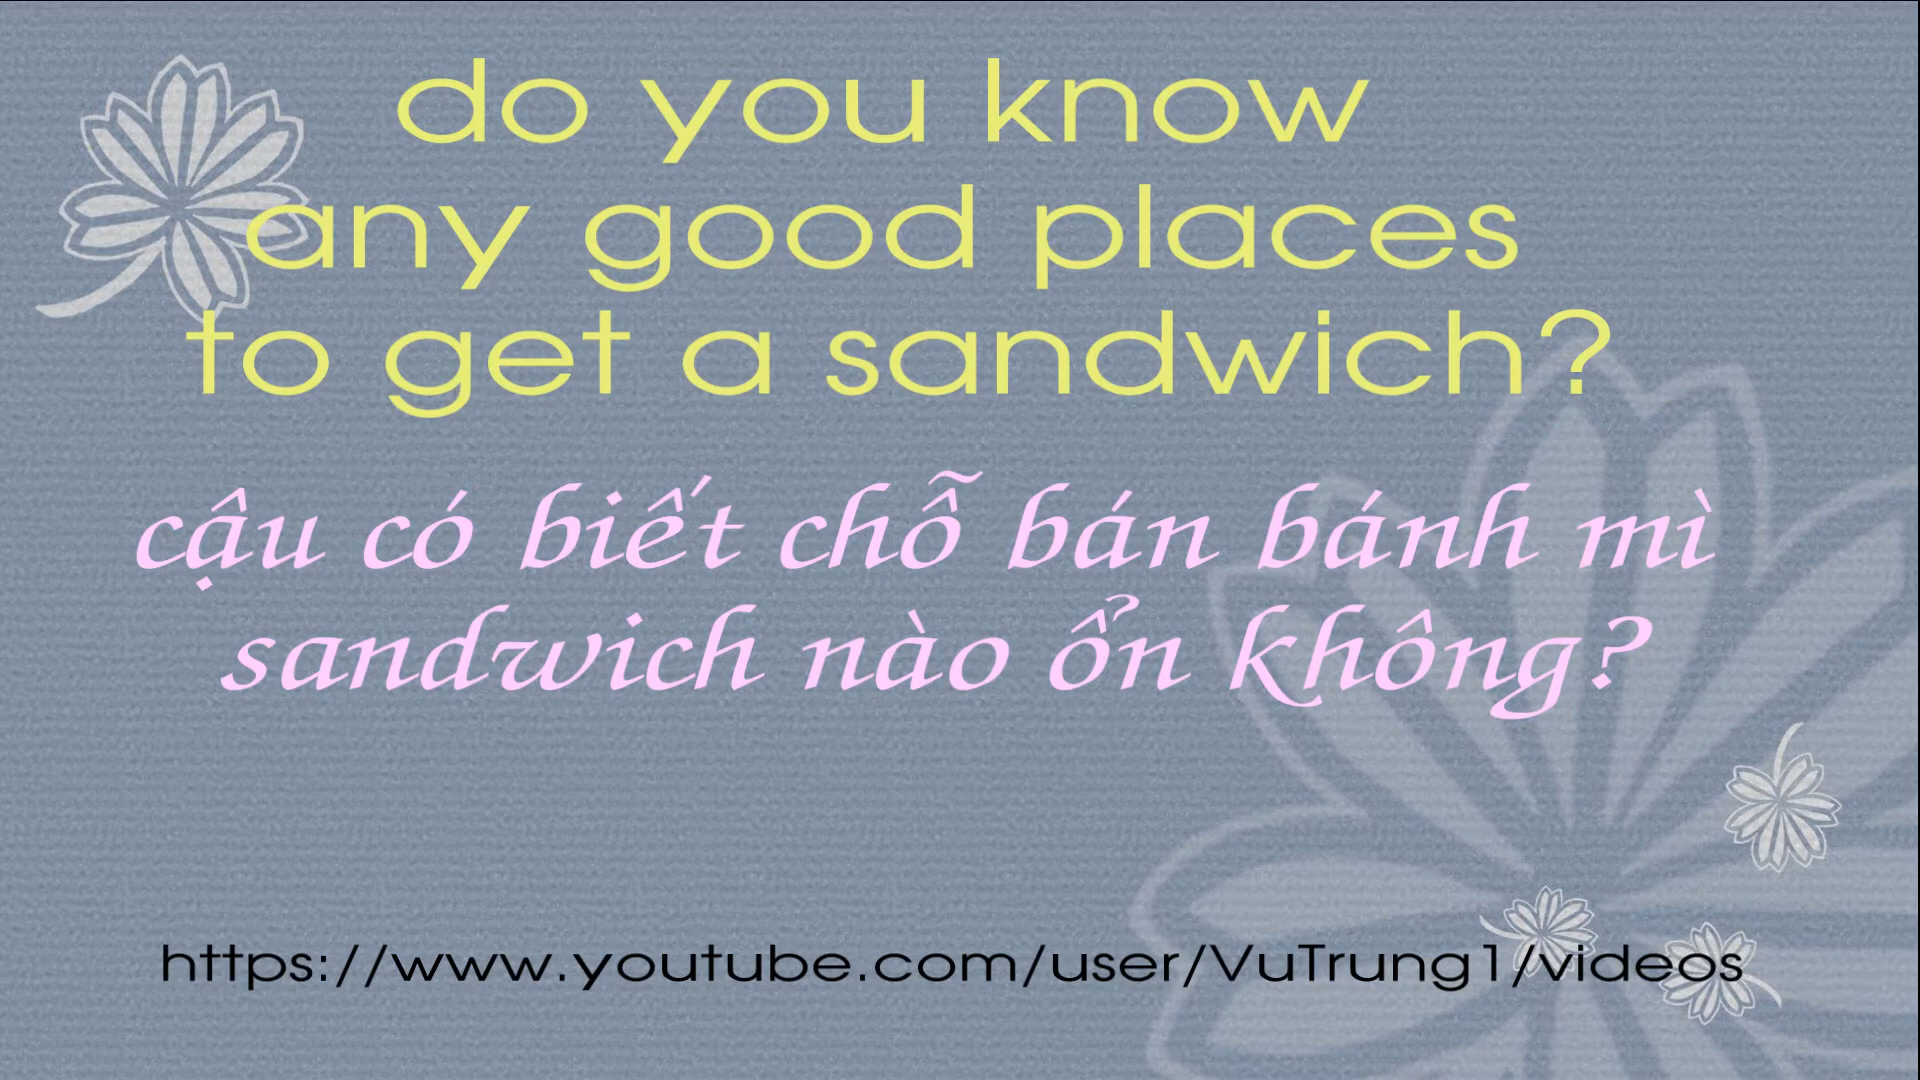 do you know
any good places
to get a sandwich?
cậu có biết chỗ bán bánh mì
sandwich nào ổn không?
https://www.youtube.com/user/VuTrung1/videos